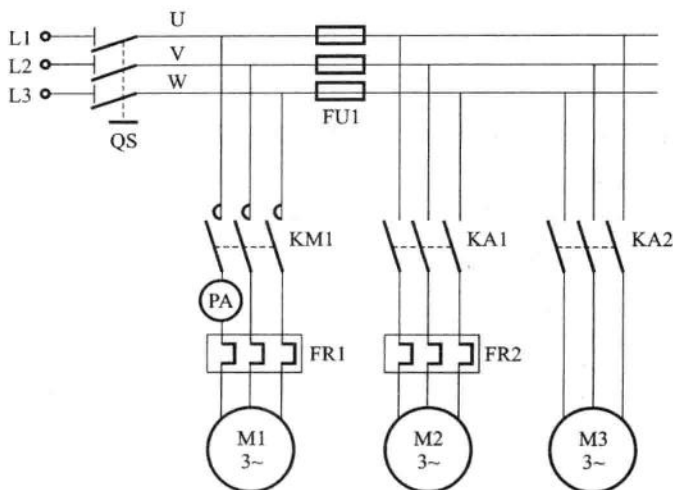 U
L1
V
L2
W
L3
FU1
QS
KM1
KA1
KA2
PA
FR1
FR2
M1
3~
M2
3~
M3
3~